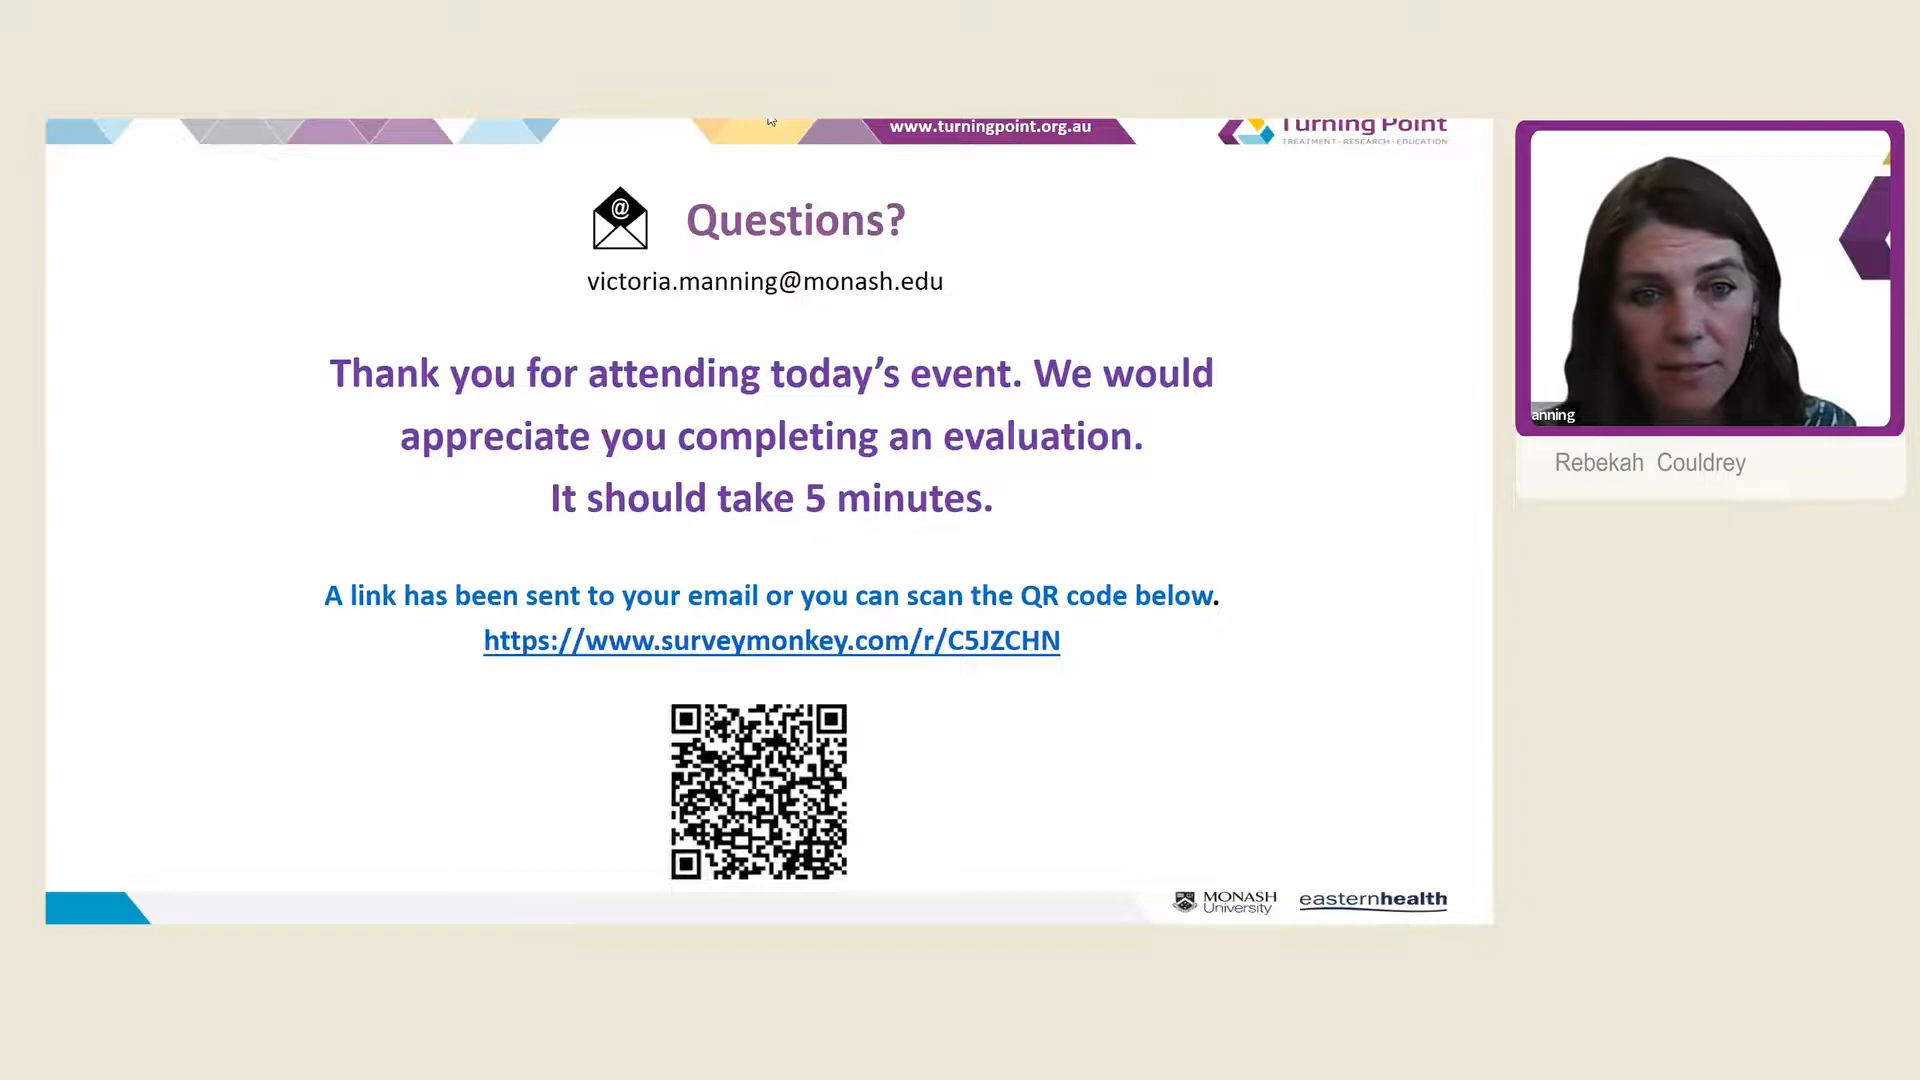 www.turningpoint.org.au
Turning Point
TREATMENT • RESEARCH • EDUCATION
@
Questions?
victoria.manning@monash.edu
Thank you for attending today’s event. We would
appreciate you completing an evaluation.
It should take 5 minutes.
A link has been sent to your email or you can scan the QR code below.
https://www.surveymonkey.com/r/C5JZCHN
MONASH
University
easternhealth
anning
Rebekah Couldrey